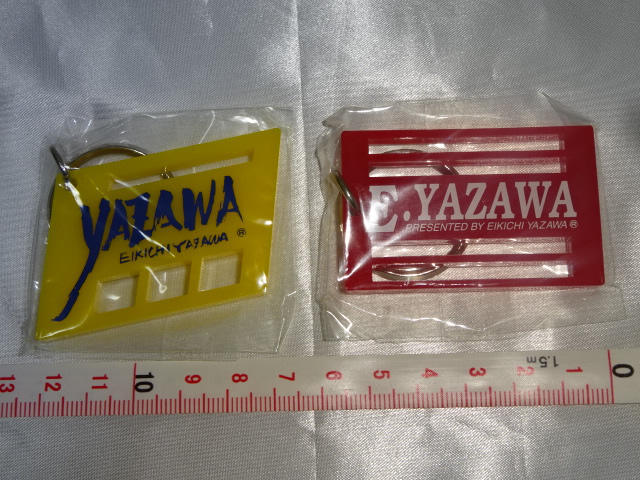 YAZAWA
EIKICHI YAZAWA ®
E.YAZAWA
PRESENTED BY EIKICHI YAZAWA ®
13 12 11 10 9 8 7 6 5 4 3 2 1 0
1.5m